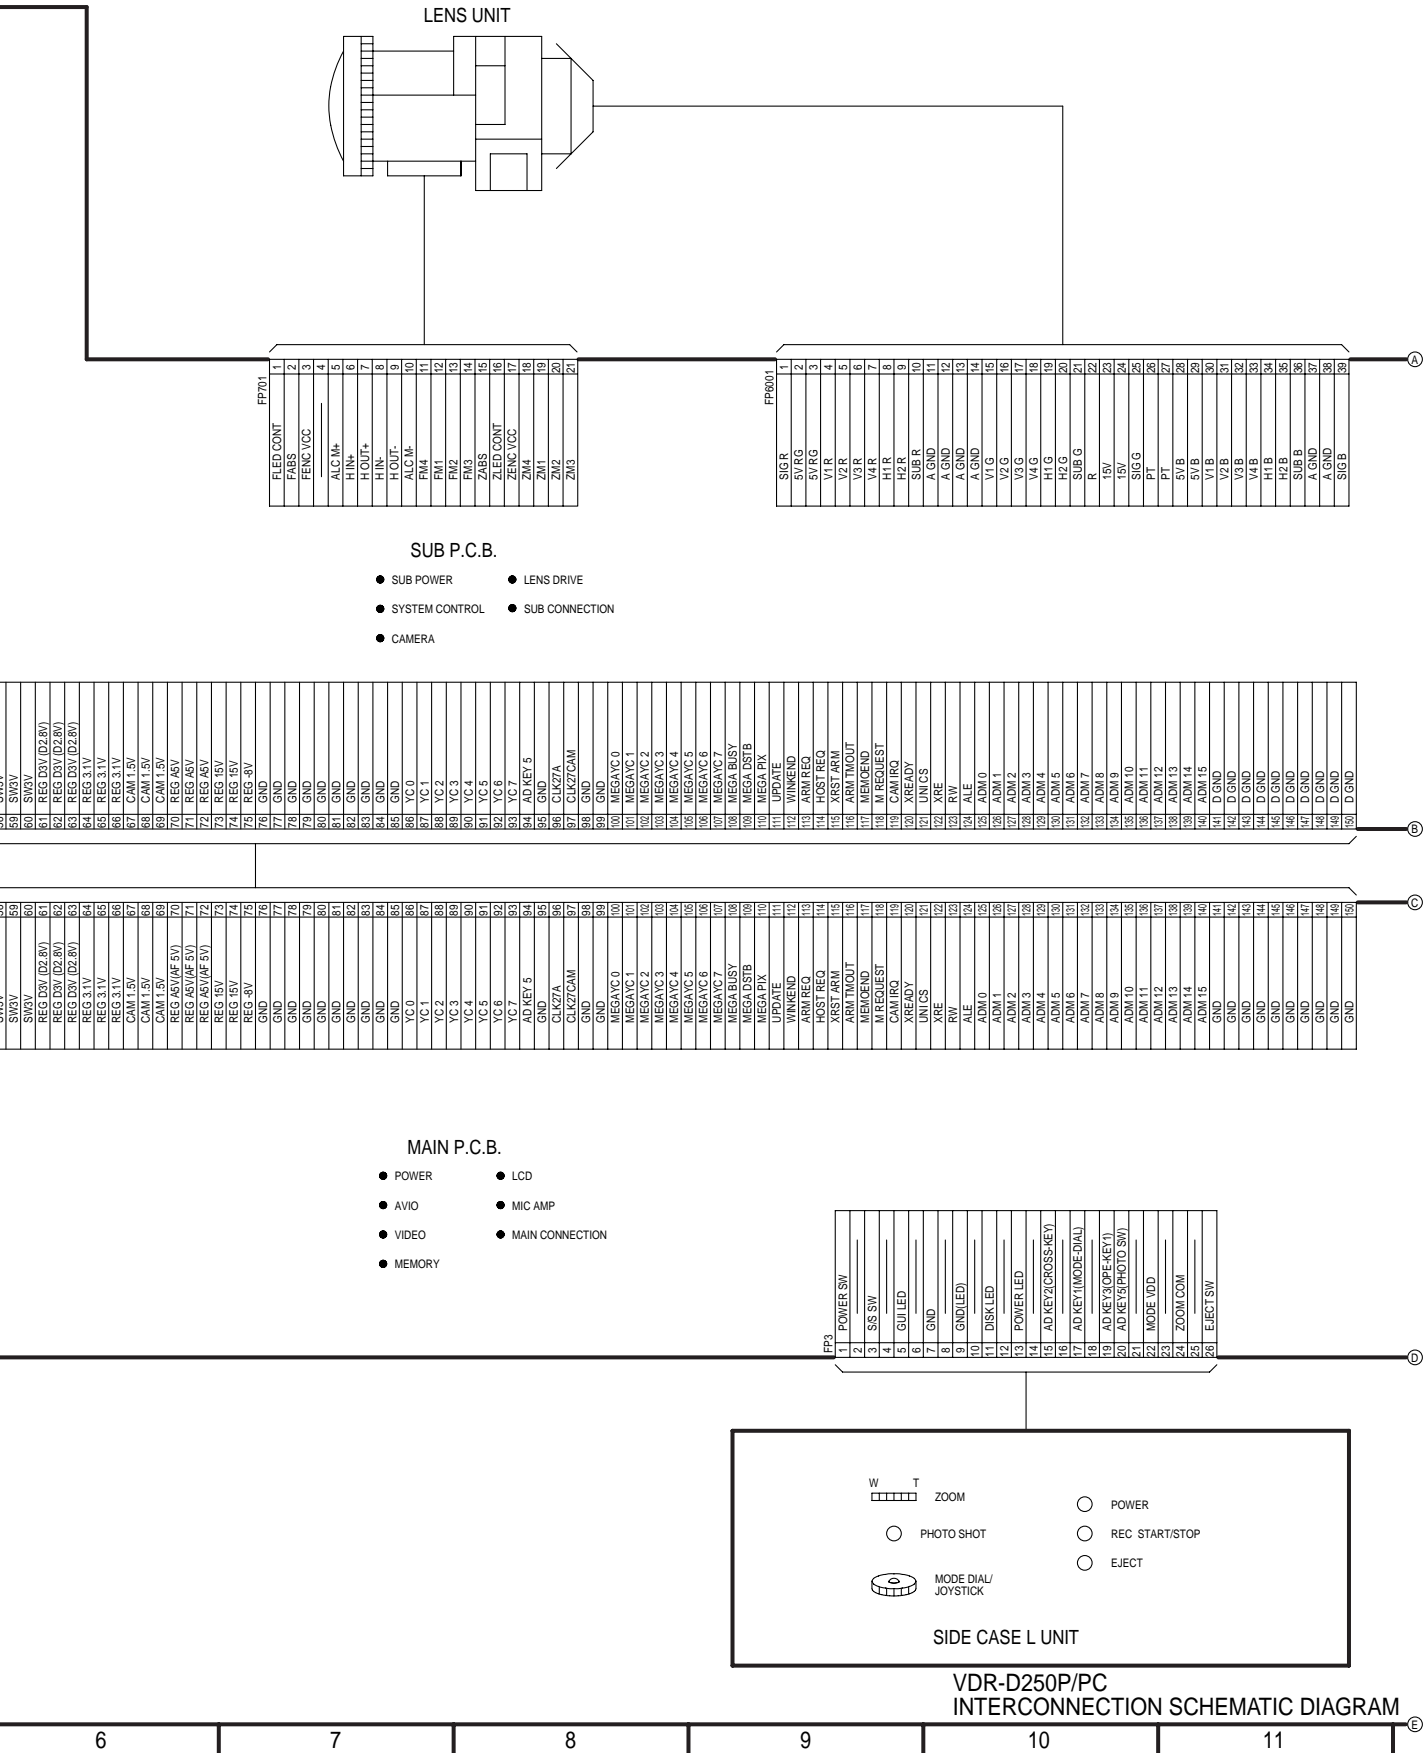 LENS UNIT
FP701
1 FLED CONT
2 FABS
3 FENC VCC
4
5 ALC M+
6 H IN+
7 H OUT+
8 H IN-
9 H OUT-
10 ALC M-
11 FM4
12 FM1
13 FM2
14 FM3
15 ZABS
16 ZLED CONT
17 ZENC VCC
18 ZM4
19 ZM1
20 ZM2
21 ZM3
FP6001
1 SIG R
2 5V RG
3 5V RG
4 V1 R
5 V2 R
6 V3 R
7 V4 R
8 H1 R
9 H2 R
10 SUB R
11 A GND
12 A GND
13 A GND
14 A GND
15 V1 G
16 V2 G
17 V3 G
18 V4 G
19 H1 G
20 H2 G
21 SUB G
22 R
23 15V
24 15V
25 SIG G
26 PT
27 PT
28 5V B
29 5V B
30 V1 B
31 V2 B
32 V3 B
33 V4 B
34 H1 B
35 H2 B
36 SUB B
37 A GND
38 A GND
39 SIG B
A
SUB P.C.B.
● SUB POWER ● LENS DRIVE
● SYSTEM CONTROL ● SUB CONNECTION
● CAMERA
59 SW3V
60 SW3V
61 REG D3V (D2.8V)
62 REG D3V (D2.8V)
63 REG D3V (D2.8V)
64 REG 3.1V
65 REG 3.1V
66 REG 3.1V
67 CAM 1.5V
68 CAM 1.5V
69 CAM 1.5V
70 REG A5V
71 REG A5V
72 REG A5V
73 REG 15V
74 REG 15V
75 REG -8V
76 GND
77 GND
78 GND
79 GND
80 GND
81 GND
82 GND
83 GND
84 GND
85 GND
86 YC 0
87 YC 1
88 YC 2
89 YC 3
90 YC 4
91 YC 5
92 YC 6
93 YC 7
94 AD KEY 5
95 GND
96 CLK27A
97 CLK27CAM
98 GND
99 GND
100 MEGAYC 0
101 MEGAYC 1
102 MEGAYC 2
103 MEGAYC 3
104 MEGAYC 4
105 MEGAYC 5
106 MEGAYC 6
107 MEGAYC 7
108 MEGA BUSY
109 MEGA DSTB
110 MEGA PIX
111 UPDATE
112 WINKEND
113 ARM REQ
114 HOST REQ
115 XRST ARM
116 ARM TMOUT
117 MEMOEND
118 M REQUEST
119 CAM IRQ
120 XREADY
121 UNI CS
122 XRE
123 RW
124 ALE
125 ADM 0
126 ADM 1
127 ADM 2
128 ADM 3
129 ADM 4
130 ADM 5
131 ADM 6
132 ADM 7
133 ADM 8
134 ADM 9
135 ADM 10
136 ADM 11
137 ADM 12
138 ADM 13
139 ADM 14
140 ADM 15
141 D GND
142 D GND
143 D GND
144 D GND
145 D GND
146 D GND
147 D GND
148 D GND
149 D GND
150 D GND
B
59 SW3V
60 SW3V
61 REG D3V (D2.8V)
62 REG D3V (D2.8V)
63 REG D3V (D2.8V)
64 REG 3.1V
65 REG 3.1V
66 REG 3.1V
67 CAM 1.5V
68 CAM 1.5V
69 CAM 1.5V
70 REG A5V(AF 5V)
71 REG A5V(AF 5V)
72 REG A5V(AF 5V)
73 REG 15V
74 REG 15V
75 REG -8V
76 GND
77 GND
78 GND
79 GND
80 GND
81 GND
82 GND
83 GND
84 GND
85 GND
86 YC 0
87 YC 1
88 YC 2
89 YC 3
90 YC 4
91 YC 5
92 YC 6
93 YC 7
94 AD KEY 5
95 GND
96 CLK27A
97 CLK27CAM
98 GND
99 GND
100 MEGAYC 0
101 MEGAYC 1
102 MEGAYC 2
103 MEGAYC 3
104 MEGAYC 4
105 MEGAYC 5
106 MEGAYC 6
107 MEGAYC 7
108 MEGA BUSY
109 MEGA DSTB
110 MEGA PIX
111 UPDATE
112 WINKEND
113 ARM REQ
114 HOST REQ
115 XRST ARM
116 ARM TMOUT
117 MEMOEND
118 M REQUEST
119 CAM IRQ
120 XREADY
121 UNI CS
122 XRE
123 RW
124 ALE
125 ADM 0
126 ADM 1
127 ADM 2
128 ADM 3
129 ADM 4
130 ADM 5
131 ADM 6
132 ADM 7
133 ADM 8
134 ADM 9
135 ADM 10
136 ADM 11
137 ADM 12
138 ADM 13
139 ADM 14
140 ADM 15
141 GND
142 GND
143 GND
144 GND
145 GND
146 GND
147 GND
148 GND
149 GND
150 GND
C
MAIN P.C.B.
● POWER ● LCD
● AVIO ● MIC AMP
● VIDEO ● MAIN CONNECTION
● MEMORY
FP3
1 POWER SW
2
3 S/S SW
4
5 GUI LED
6
7 GND
8
9 GND(LED)
10
11 DISK LED
12
13 POWER LED
14
15 AD KEY2(CROSS-KEY)
16
17 AD KEY1(MODE-DIAL)
18
19 AD KEY3(OPE-KEY1)
20 AD KEY5(PHOTO SW)
21
22 MODE VDD
23
24 ZOOM COM
25
26 EJECT SW
D
W T
ZOOM
POWER
PHOTO SHOT
REC START/STOP
EJECT
MODE DIAL/
JOYSTICK
SIDE CASE L UNIT
VDR-D250P/PC
INTERCONNECTION SCHEMATIC DIAGRAM
E
6 7 8 9 10 11